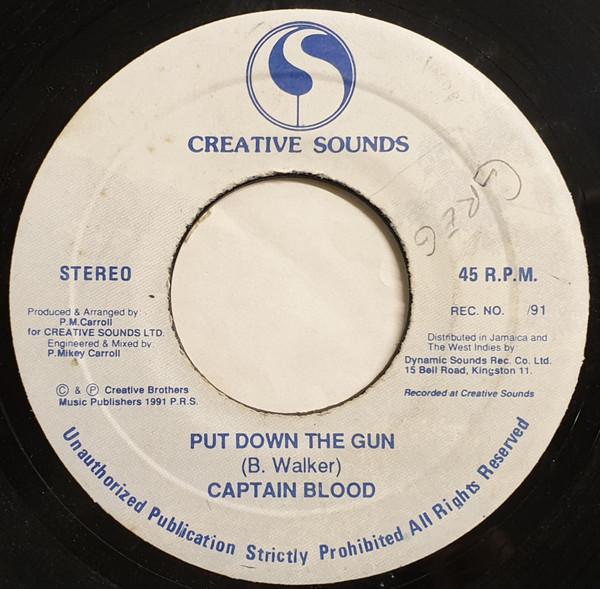 CREATIVE SOUNDS
GREG
STEREO
45 R.P.M.
Produced & Arranged by
P.M.Carroll
for CREATIVE SOUNDS LTD.
Engineered & Mixed by
P.Mikey Carroll
REC. NO. /91
Distributed in Jamaica and
The West Indies by
Dynamic Sounds Rec. Co. Ltd.
15 Bell Road, Kingston 11.
© & ℗ Creative Brothers
Music Publishers 1991 P.R.S.
Recorded at Creative Sounds
PUT DOWN THE GUN
(B. Walker)
CAPTAIN BLOOD
Unauthorized Publication Strictly Prohibited All Rights Reserved